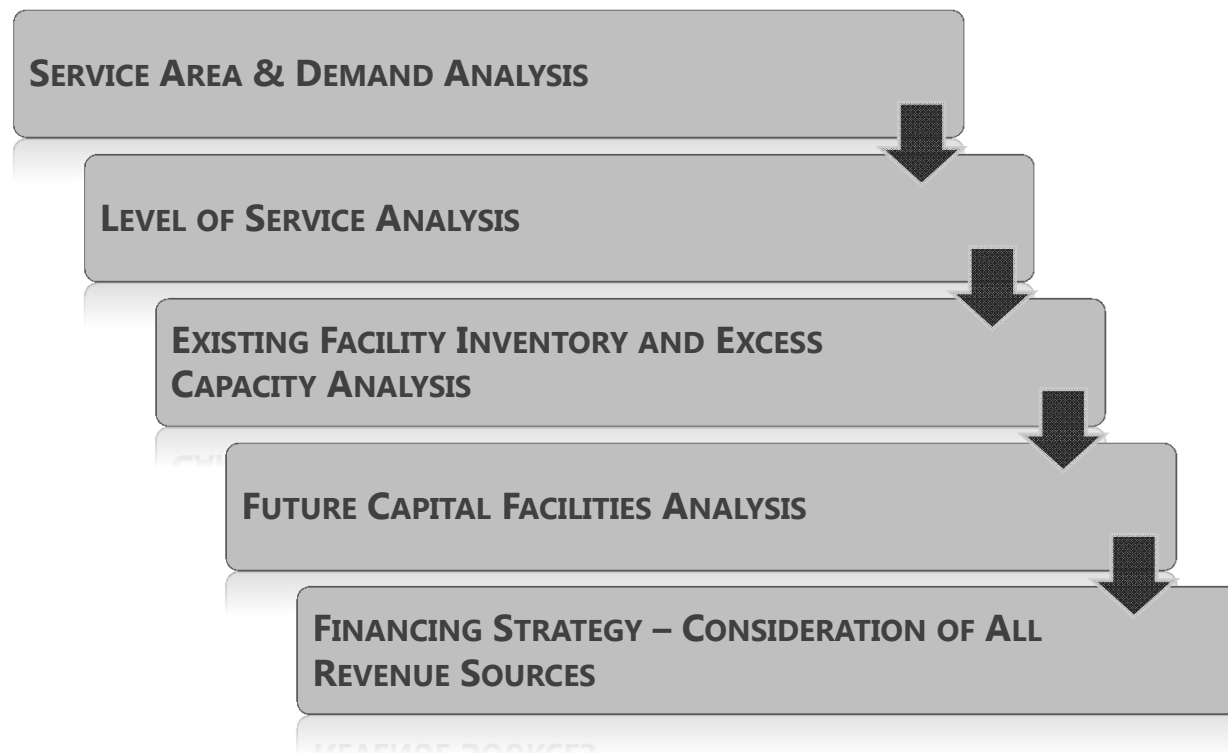 SERVICE AREA & DEMAND ANALYSIS
LEVEL OF SERVICE ANALYSIS
EXISTING FACILITY INVENTORY AND EXCESS
CAPACITY ANALYSIS
FUTURE CAPITAL FACILITIES ANALYSIS
FINANCING STRATEGY – CONSIDERATION OF ALL
REVENUE SOURCES